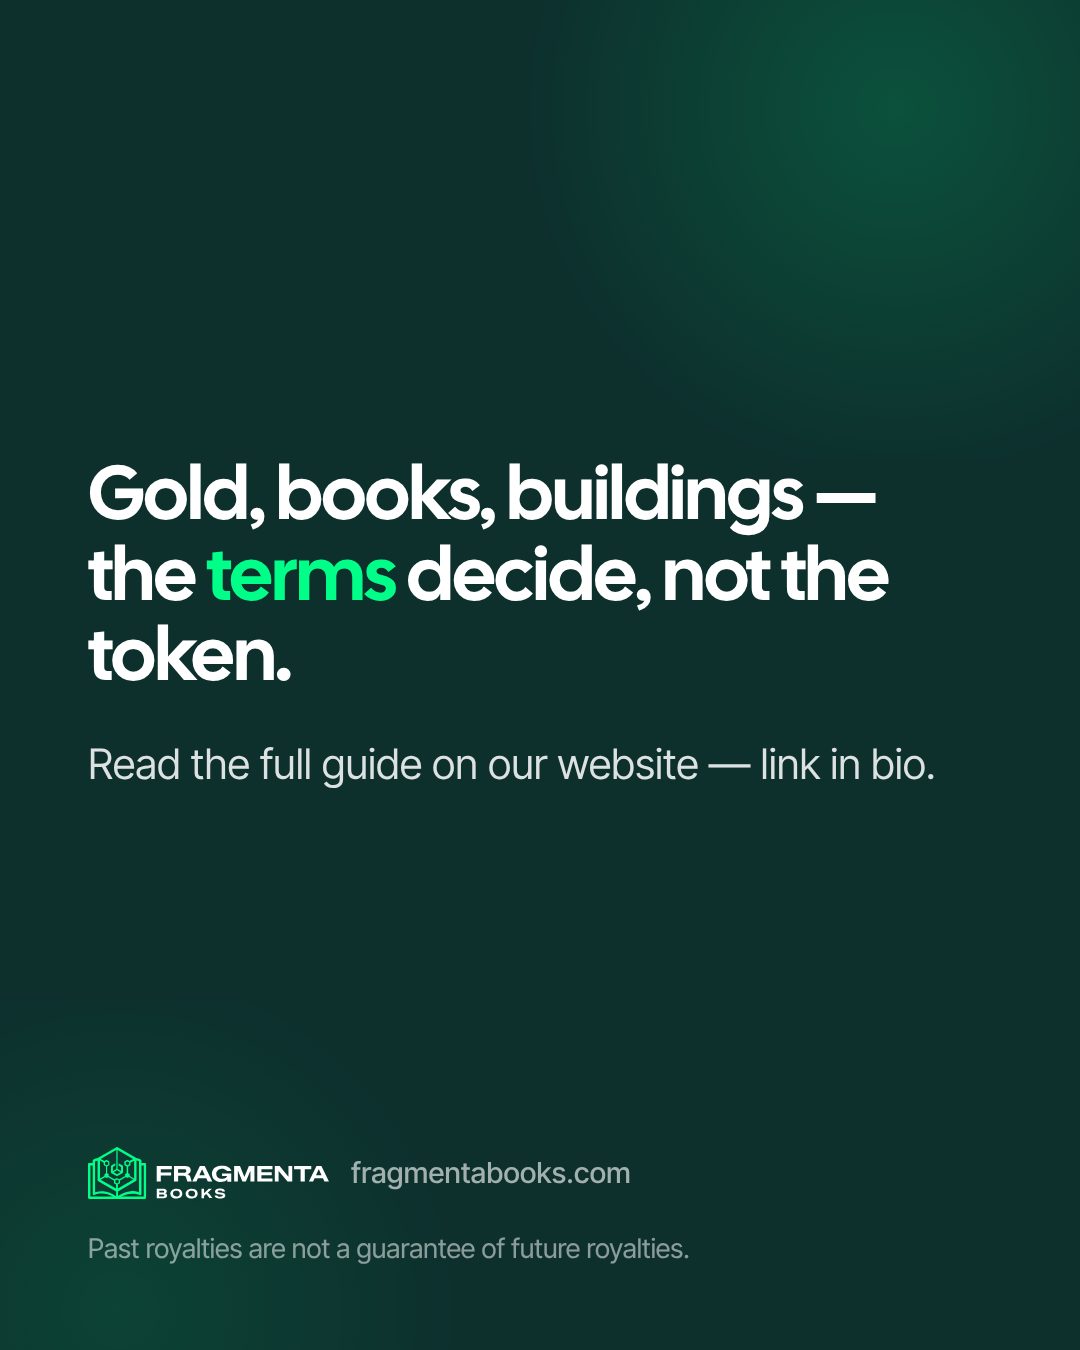 Gold, books, buildings —
the terms decide, not the
token.
Read the full guide on our website — link in bio.
FRAGMENTA
BOOKS
fragmentabooks.com
Past royalties are not a guarantee of future royalties.